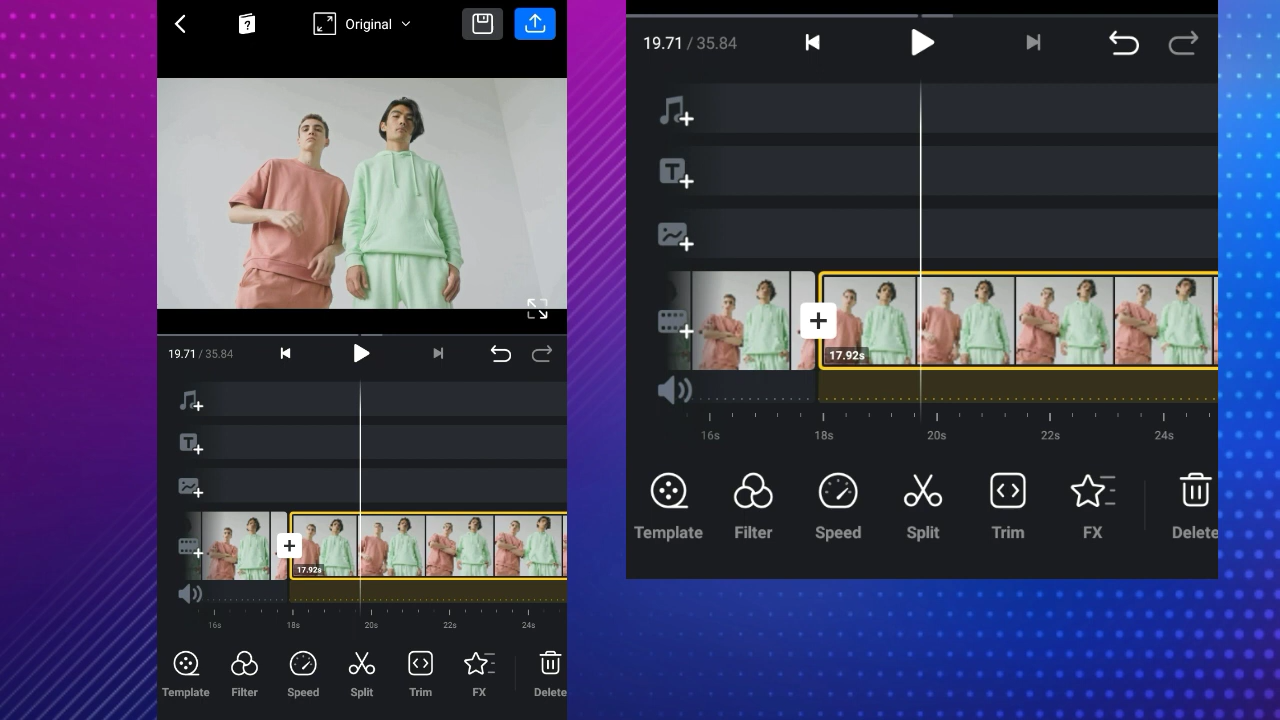 Original
19.71 / 35.84
17.92s
16s 18s 20s 22s 24s
Template Filter Speed Split Trim FX Delete
19.71 / 35.84
17.92s
16s 18s 20s 22s 24s
Template Filter Speed Split Trim FX Delete